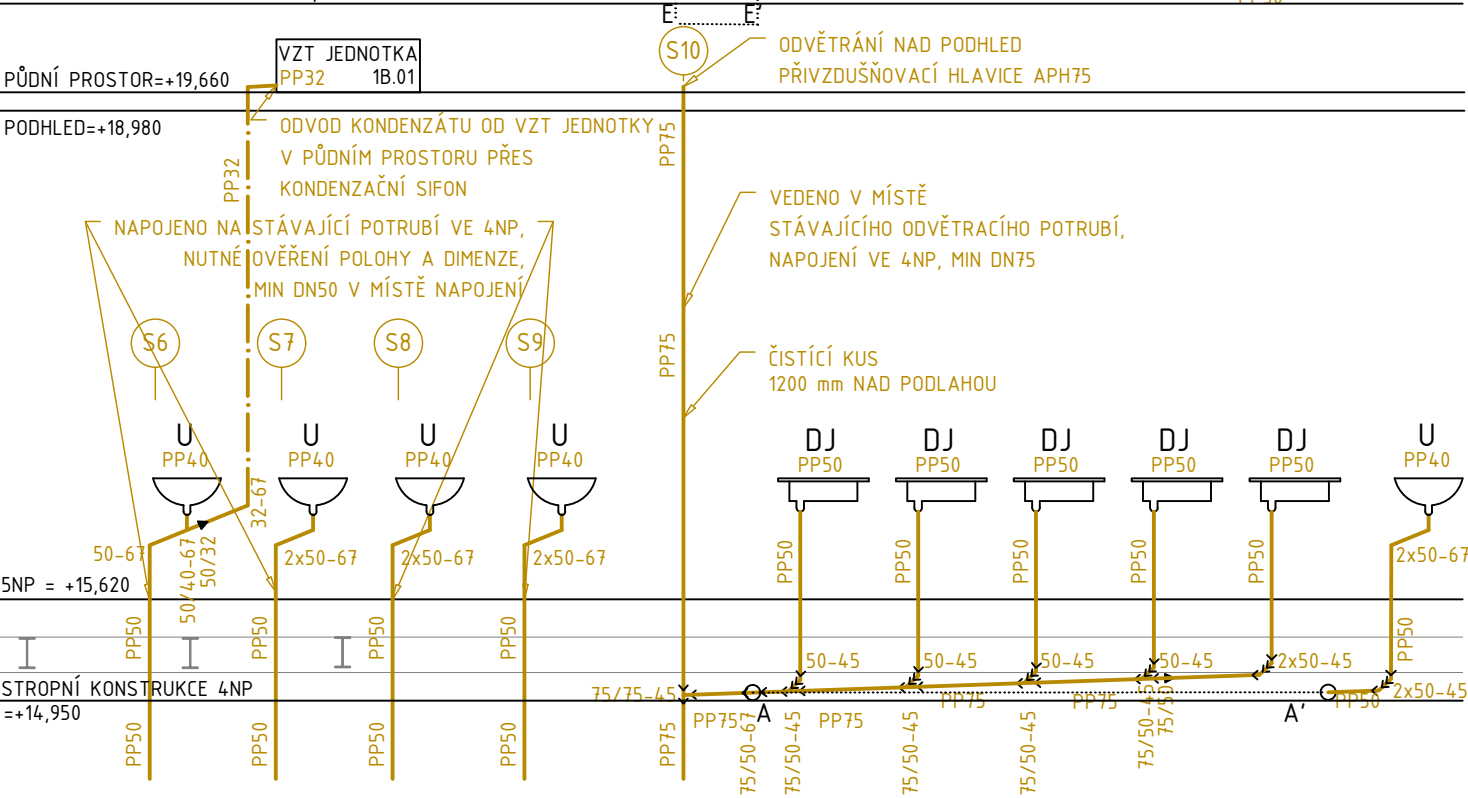 E
E
S10
VZT JEDNOTKA
PP32
1B.01
ODVĚTRÁNÍ NAD PODHLED
PŘIVZDUŠŇOVACÍ HLAVICE APH75
PŮDNÍ PROSTOR=+19,660
PODHLED=+18,980
ODVOD KONDENZÁTU OD VZT JEDNOTKY
V PŮDNÍM PROSTORU PŘES
KONDENZAČNÍ SIFON
PP75
PP32
VEDENO V MÍSTĚ
STÁVAJÍCÍHO ODVĚTRACÍHO POTRUBÍ,
NAPOJENÍ VE 4NP, MIN DN75
NAPOJENO NA STÁVAJÍCÍ POTRUBÍ VE 4NP,
NUTNÉ OVĚŘENÍ POLOHY A DIMENZE,
MIN DN50 V MÍSTĚ NAPOJENÍ
S6
S7
S8
S9
PP75
ČISTÍCÍ KUS
1200 mm NAD PODLAHOU
U
U
U
U
DJ
DJ
DJ
DJ
DJ
U
PP40
PP40
PP40
PP40
PP50
PP50
PP50
PP50
PP50
PP40
32-67
50-67
50/40-67
50/32
2x50-67
2x50-67
2x50-67
PP50
PP50
PP50
PP50
PP50
2x50-67
5NP = +15,620
PP50
PP50
PP50
PP50
PP50
50-45
50-45
50-45
50-45
2x50-45
2x50-45
STROPNÍ KONSTRUKCE 4NP
=+14,950
75/75-45
A
A'
PP75
PP75
PP75
PP75
PP50
PP50
PP50
PP50
PP50
PP75
75/50-67
75/50-45
75/50-45
75/50-45
75/50-45
75/50